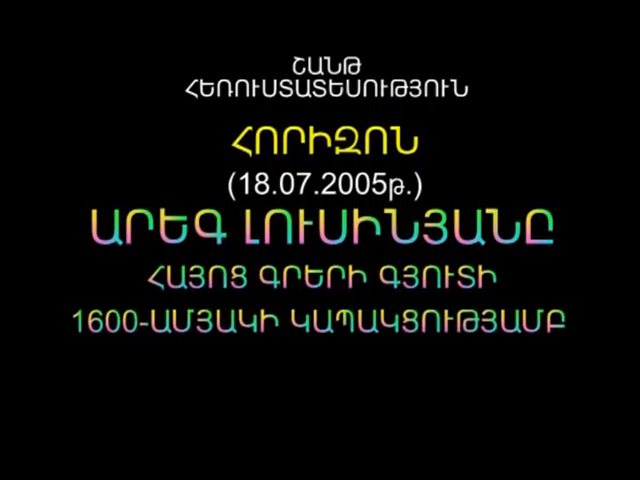 ՇԱՆԹ
ՀԵՌՈՒՍՏԱՏԵՍՈՒԹՅՈՒՆ
ՀՈՐԻԶՈՆ
(18.07.2005թ.)
ԱՐԵԳ ԼՈՒՍԻՆՅԱՆԸ
ՀԱՅՈՑ ԳՐԵՐԻ ԳՅՈՒՏԻ
1600-ԱՄՅԱԿԻ ԿԱՊԱԿՑՈՒԹՅԱՄԲ